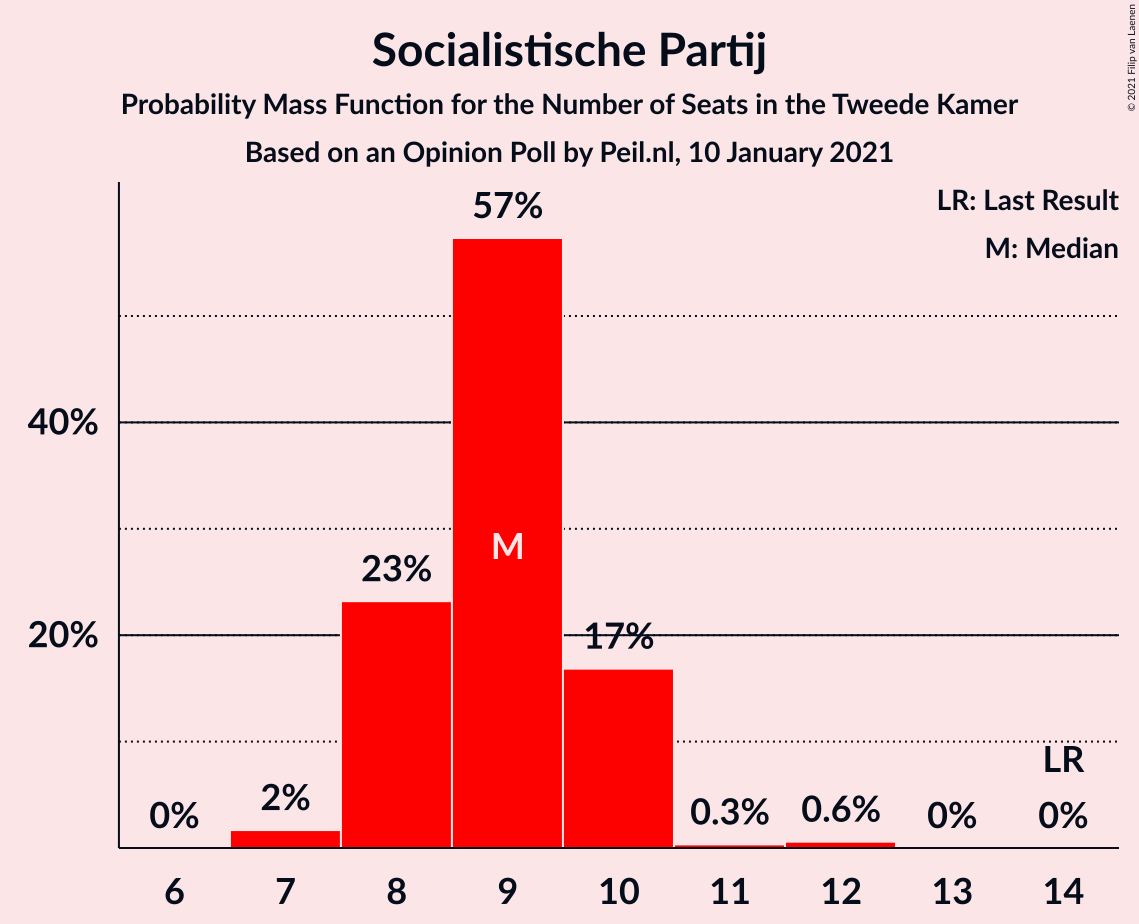 Socialistische Partij
Probability Mass Function for the Number of Seats in the Tweede Kamer
Based on an Opinion Poll by Peil.nl, 10 January 2021
© 2021 Filip van Laenen
LR: Last Result
M: Median
57%
40%
M
23%
20%
17%
LR
0%
2%
0.3%
0.6%
0%
0%
6 7 8 9 10 11 12 13 14